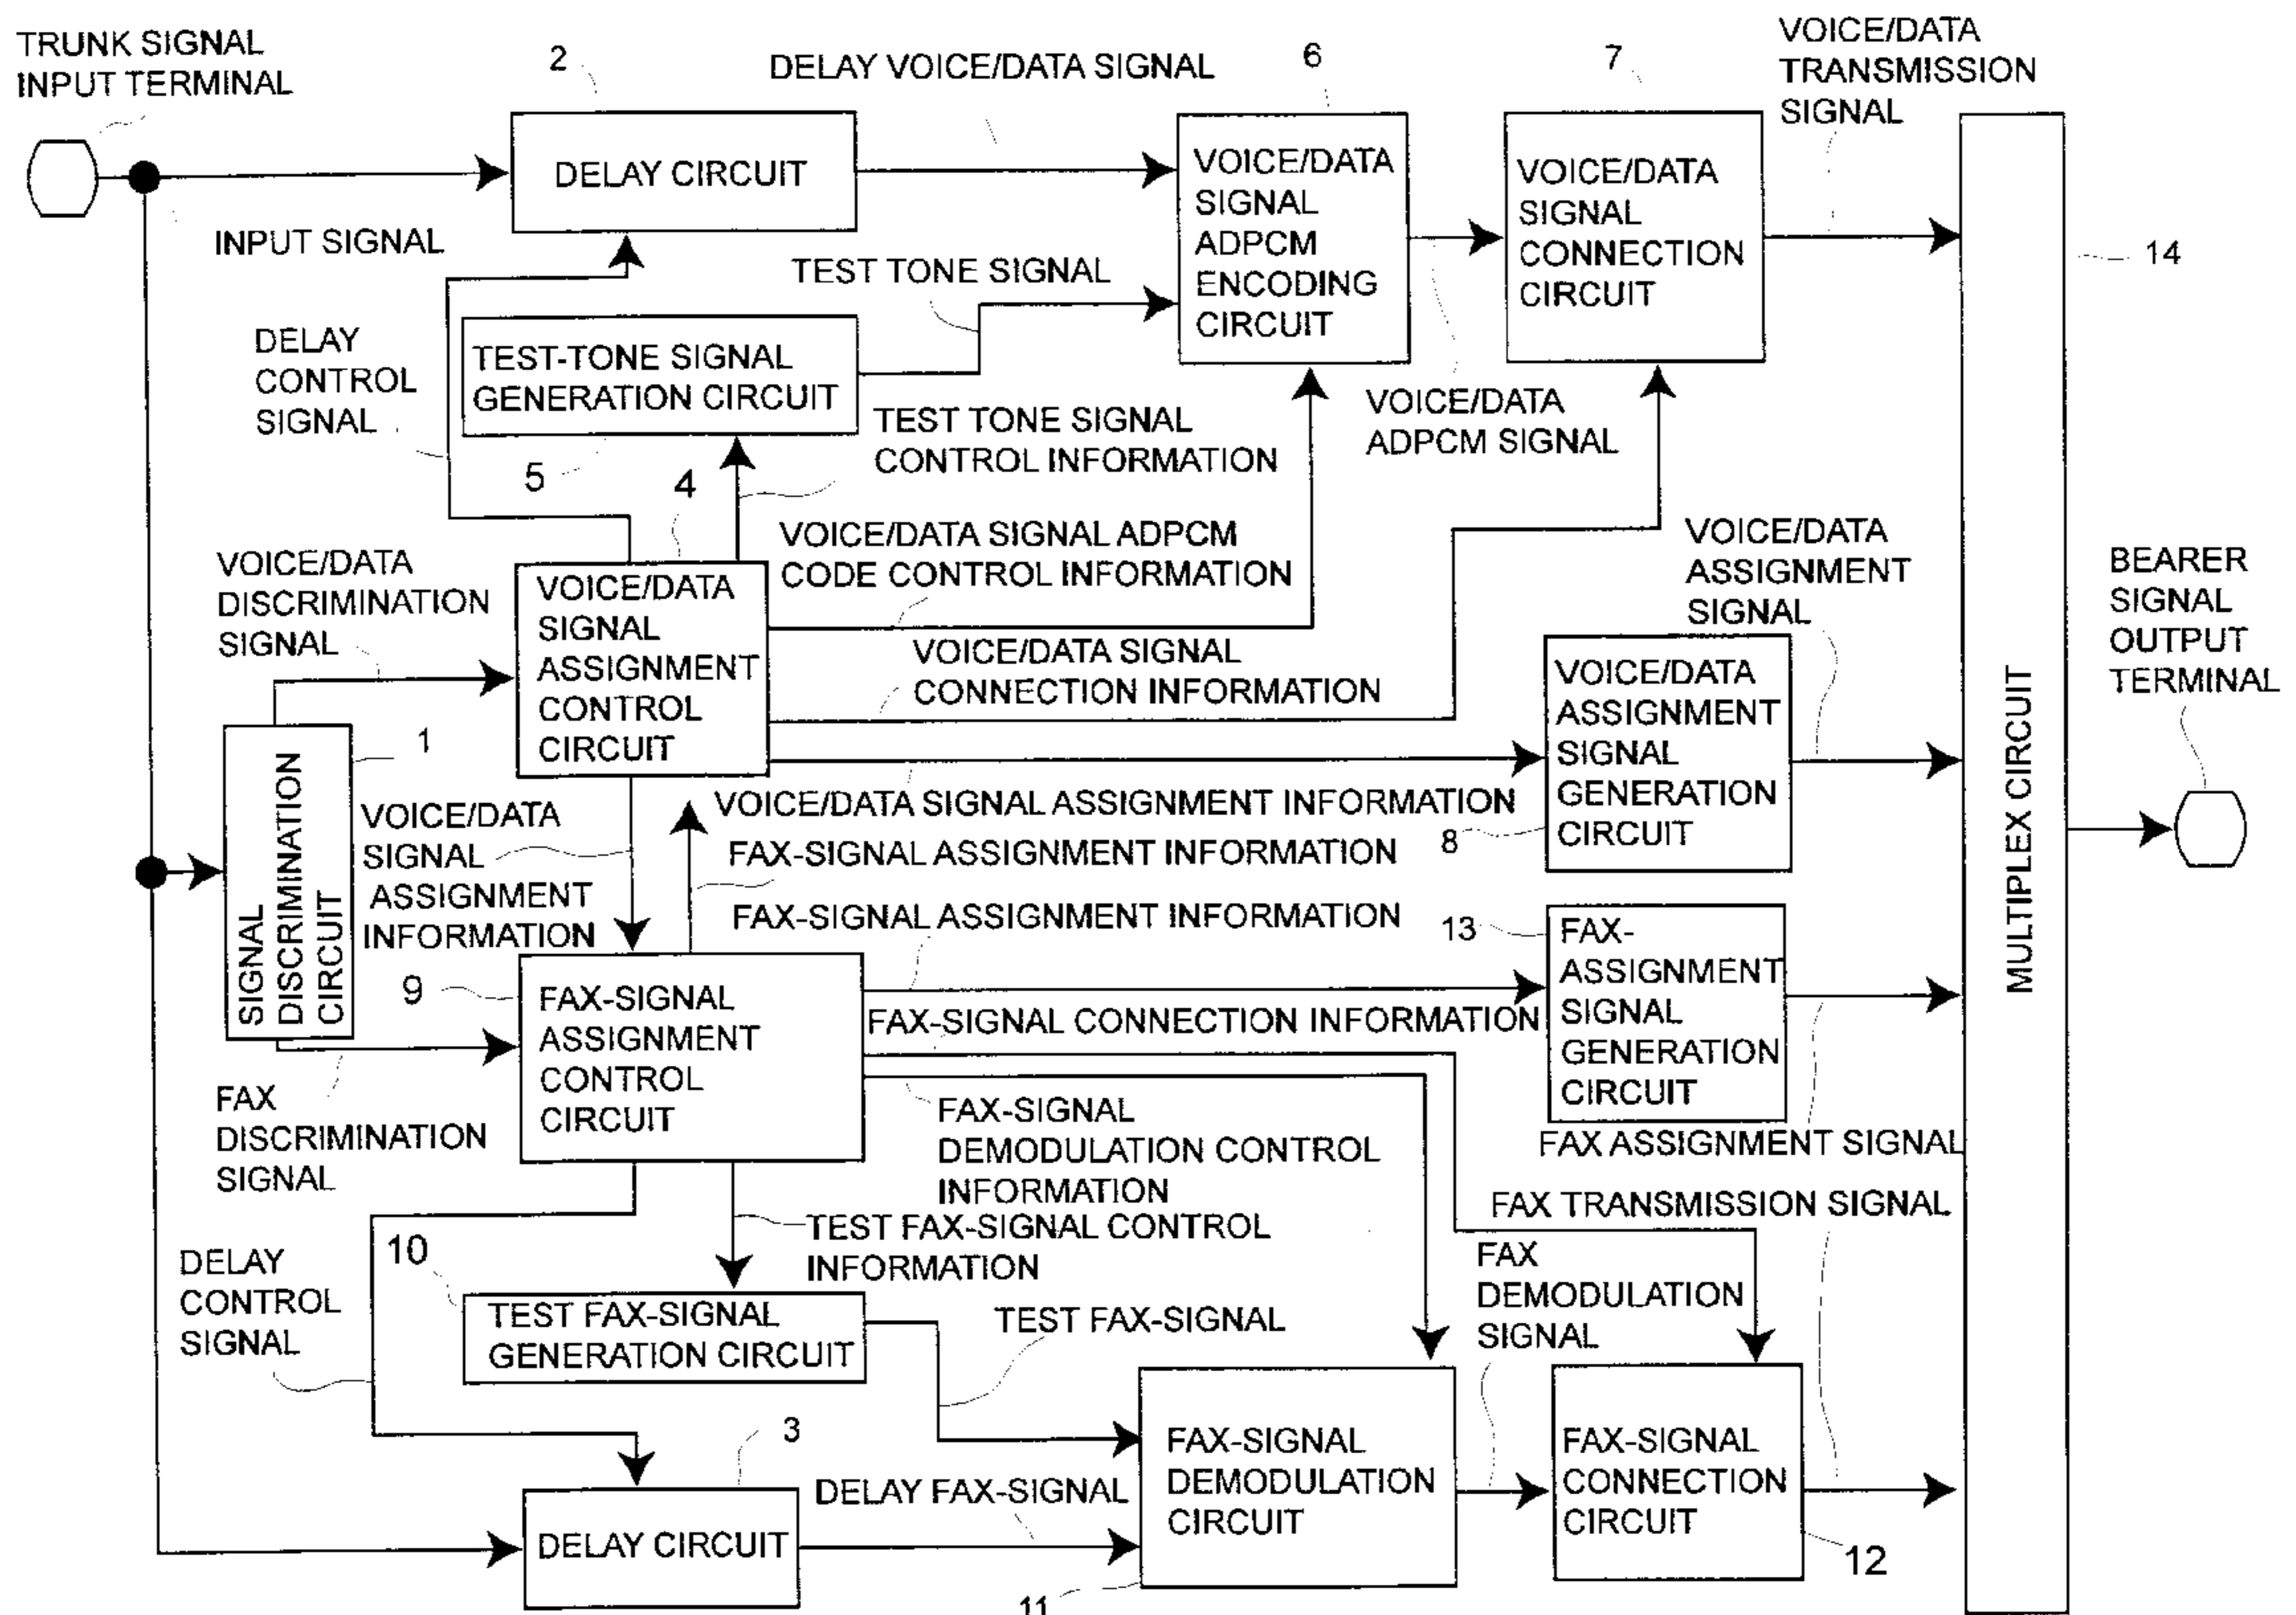 TRUNK SIGNAL
INPUT TERMINAL
2
DELAY VOICE/DATA SIGNAL
6
7
VOICE/DATA
TRANSMISSION
SIGNAL
DELAY CIRCUIT
VOICE/DATA
SIGNAL
ADPCM
ENCODING
CIRCUIT
VOICE/DATA
SIGNAL
CONNECTION
CIRCUIT
14
INPUT SIGNAL
TEST TONE SIGNAL
DELAY
CONTROL
SIGNAL
TEST-TONE SIGNAL
GENERATION CIRCUIT
5
4
TEST TONE SIGNAL
CONTROL INFORMATION
VOICE/DATA
ADPCM SIGNAL
VOICE/DATA
DISCRIMINATION
SIGNAL
VOICE/DATA
SIGNAL
ASSIGNMENT
CONTROL
CIRCUIT
VOICE/DATA SIGNAL ADPCM
CODE CONTROL INFORMATION
VOICE/DATA SIGNAL
CONNECTION INFORMATION
VOICE/DATA
ASSIGNMENT
SIGNAL
BEARER
SIGNAL
OUTPUT
TERMINAL
VOICE/DATA
ASSIGNMENT
SIGNAL
GENERATION
CIRCUIT
8
MULTIPLEX CIRCUIT
1
SIGNAL
DISCRIMINATION
CIRCUIT
VOICE/DATA
SIGNAL
ASSIGNMENT
INFORMATION
VOICE/DATA SIGNAL ASSIGNMENT INFORMATION
FAX-SIGNAL ASSIGNMENT INFORMATION
FAX-SIGNAL ASSIGNMENT INFORMATION
13
FAX-
ASSIGNMENT
SIGNAL
GENERATION
CIRCUIT
9
FAX-SIGNAL
ASSIGNMENT
CONTROL
CIRCUIT
FAX-SIGNAL CONNECTION INFORMATION
FAX
DISCRIMINATION
SIGNAL
FAX-SIGNAL
DEMODULATION CONTROL
INFORMATION
FAX ASSIGNMENT SIGNAL
FAX TRANSMISSION SIGNAL
TEST FAX-SIGNAL CONTROL
INFORMATION
DELAY
CONTROL
SIGNAL
10
TEST FAX-SIGNAL
GENERATION CIRCUIT
TEST FAX-SIGNAL
FAX
DEMODULATION
SIGNAL
3
DELAY CIRCUIT
DELAY FAX-SIGNAL
FAX-SIGNAL
DEMODULATION
CIRCUIT
11
FAX-SIGNAL
CONNECTION
CIRCUIT
12